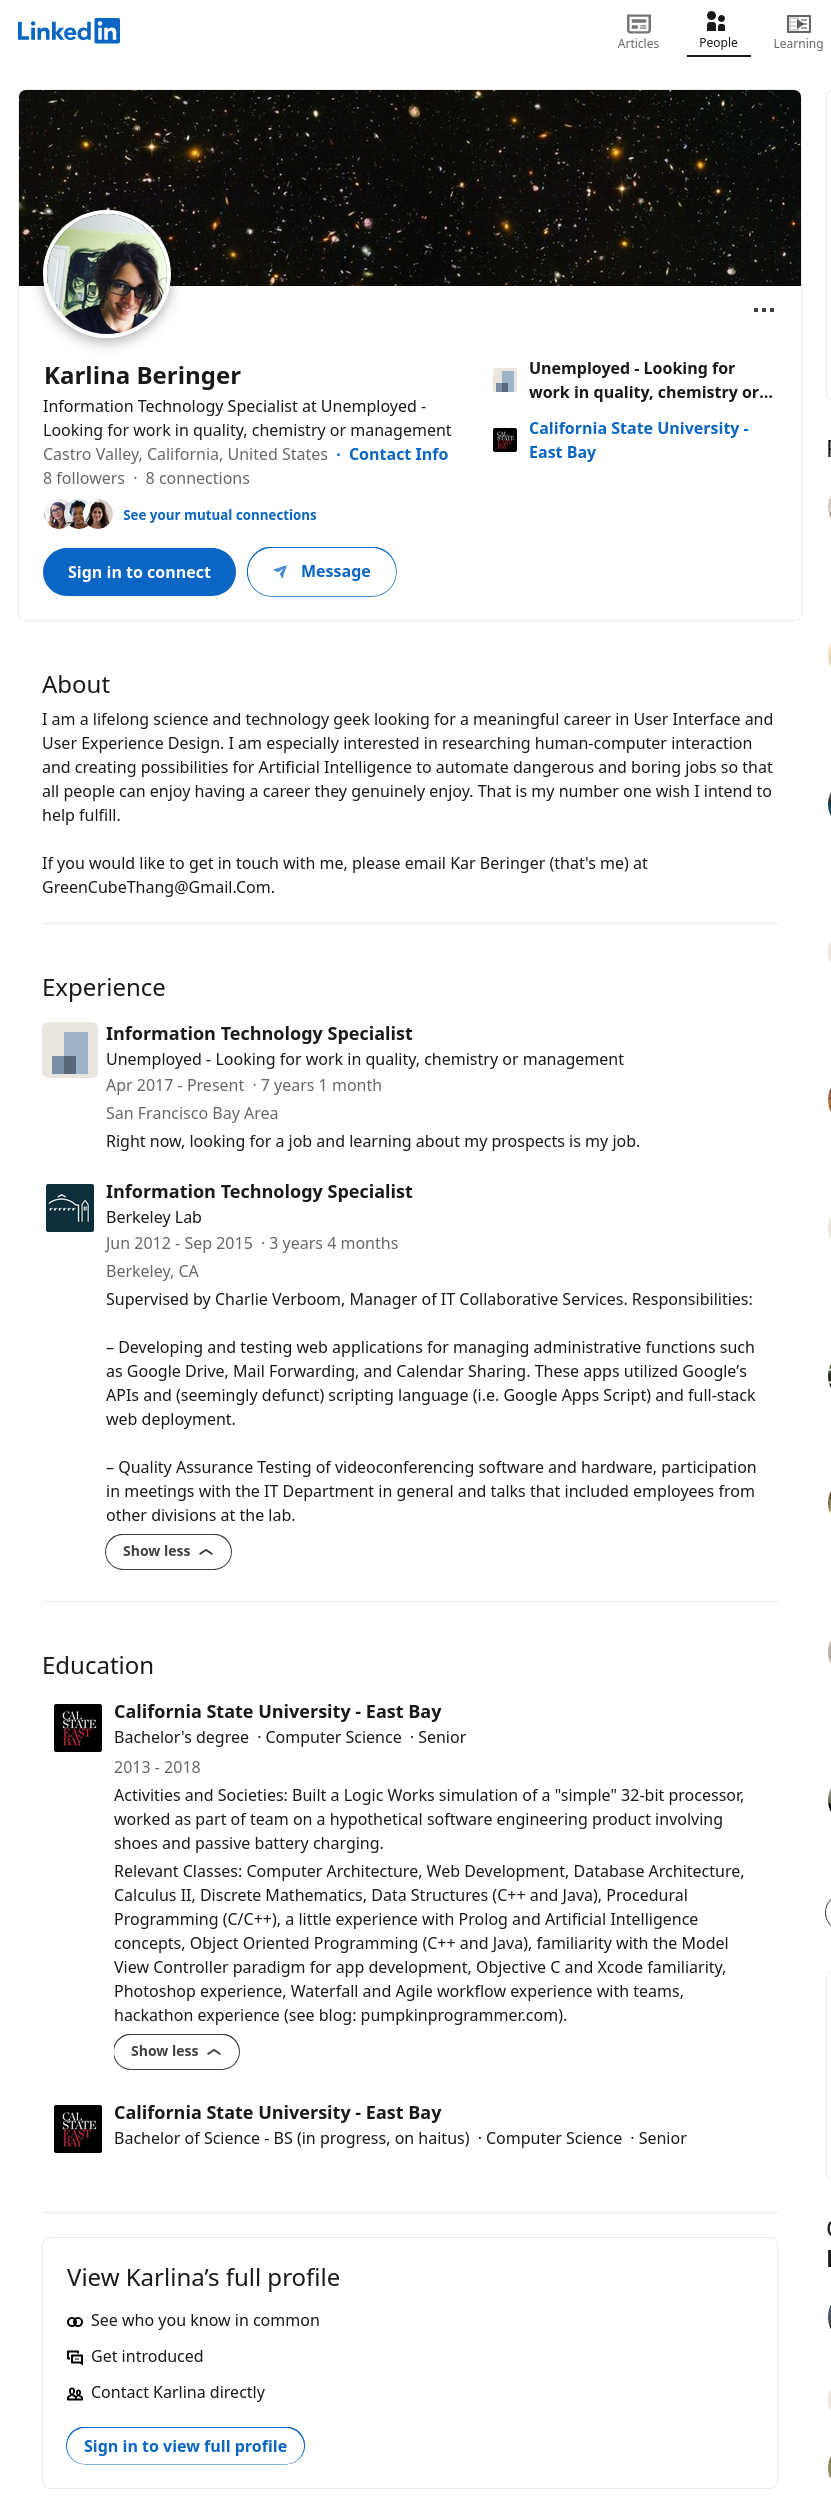 Linked in
Articles
People
Learning
Karlina Beringer
Information Technology Specialist at Unemployed -
Looking for work in quality, chemistry or management
Castro Valley, California, United States · Contact Info
8 followers · 8 connections
See your mutual connections
Sign in to connect
Message
Unemployed - Looking for
work in quality, chemistry or...
CAL STATE EAST BAY
California State University -
East Bay
About
I am a lifelong science and technology geek looking for a meaningful career in User Interface and
User Experience Design. I am especially interested in researching human-computer interaction
and creating possibilities for Artificial Intelligence to automate dangerous and boring jobs so that
all people can enjoy having a career they genuinely enjoy. That is my number one wish I intend to
help fulfill.
If you would like to get in touch with me, please email Kar Beringer (that's me) at
GreenCubeThang@Gmail.Com.
Experience
Information Technology Specialist
Unemployed - Looking for work in quality, chemistry or management
Apr 2017 - Present · 7 years 1 month
San Francisco Bay Area
Right now, looking for a job and learning about my prospects is my job.
Information Technology Specialist
Berkeley Lab
Jun 2012 - Sep 2015 · 3 years 4 months
Berkeley, CA
Supervised by Charlie Verboom, Manager of IT Collaborative Services. Responsibilities:
– Developing and testing web applications for managing administrative functions such
as Google Drive, Mail Forwarding, and Calendar Sharing. These apps utilized Google’s
APIs and (seemingly defunct) scripting language (i.e. Google Apps Script) and full-stack
web deployment.
– Quality Assurance Testing of videoconferencing software and hardware, participation
in meetings with the IT Department in general and talks that included employees from
other divisions at the lab.
Show less
Education
CAL
STATE
EAST
BAY
California State University - East Bay
Bachelor's degree · Computer Science · Senior
2013 - 2018
Activities and Societies: Built a Logic Works simulation of a "simple" 32-bit processor,
worked as part of team on a hypothetical software engineering product involving
shoes and passive battery charging.
Relevant Classes: Computer Architecture, Web Development, Database Architecture,
Calculus II, Discrete Mathematics, Data Structures (C++ and Java), Procedural
Programming (C/C++), a little experience with Prolog and Artificial Intelligence
concepts, Object Oriented Programming (C++ and Java), familiarity with the Model
View Controller paradigm for app development, Objective C and Xcode familiarity,
Photoshop experience, Waterfall and Agile workflow experience with teams,
hackathon experience (see blog: pumpkinprogrammer.com).
Show less
CAL
STATE
EAST
BAY
California State University - East Bay
Bachelor of Science - BS (in progress, on haitus) · Computer Science · Senior
View Karlina’s full profile
See who you know in common
Get introduced
Contact Karlina directly
Sign in to view full profile